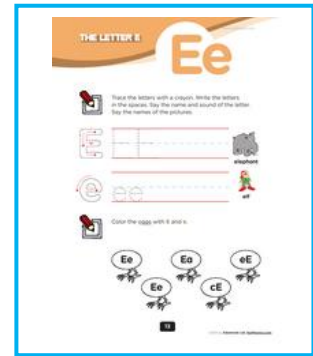 THE LETTER E
Ee
Trace the letters with a crayon. Write the letters
in the spaces. Say the name and sound of the letter.
Say the names of the pictures.
E
elephant
e
elf
Color the eggs with E and e.
Ee Ea eE
Ee cE
13